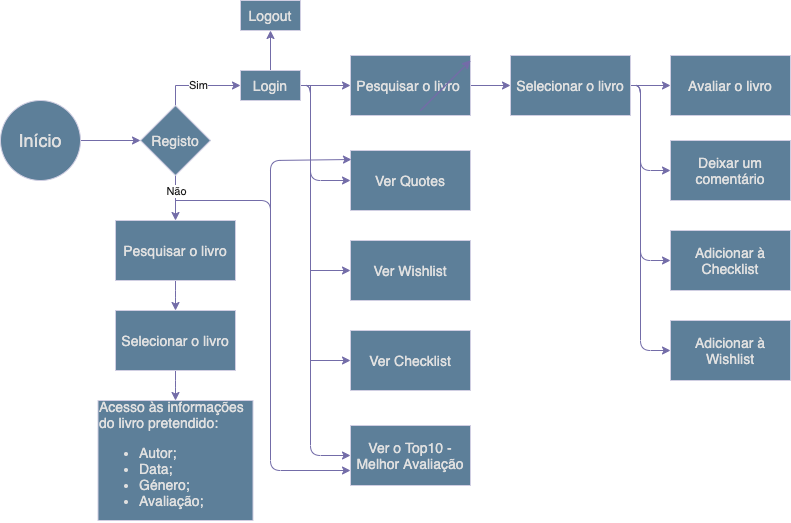 Logout
Sim
Login
Pesquisar o livro
Selecionar o livro
Avaliar o livro
Início
Registo
Deixar um
comentário
Ver Quotes
Não
Pesquisar o livro
Ver Wishlist
Adicionar à
Checklist
Selecionar o livro
Ver Checklist
Adicionar à
Wishlist
Acesso às informações
do livro pretendido:
• Autor;
• Data;
• Género;
• Avaliação;
Ver o Top10 -
Melhor Avaliação